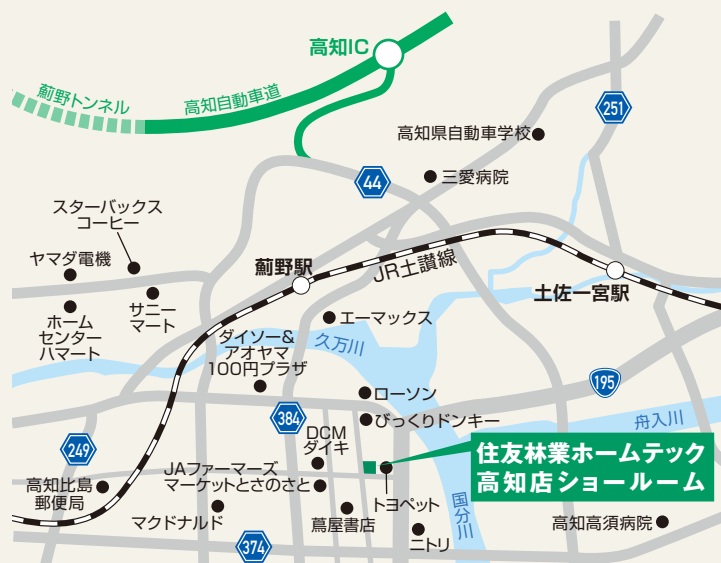 高知IC
薊野トンネル
高知自動車道
251
高知県自動車学校
44
三愛病院
スターバックス
コーヒー
ヤマダ電機
薊野駅
JR土讃線
土佐一宮駅
ホーム
センター
ハマート
サニー
マート
エーマックス
久万川
ダイソー&
アオヤマ
100円プラザ
195
ローソン
384
びっくりドンキー
舟入川
DCM
ダイキ
249
住友林業ホームテック
高知店ショールーム
高知比島
郵便局
JAファーマーズ
マーケットとさのさと
トヨペット
国分川
マクドナルド
蔦屋書店
ニトリ
高知高須病院
374